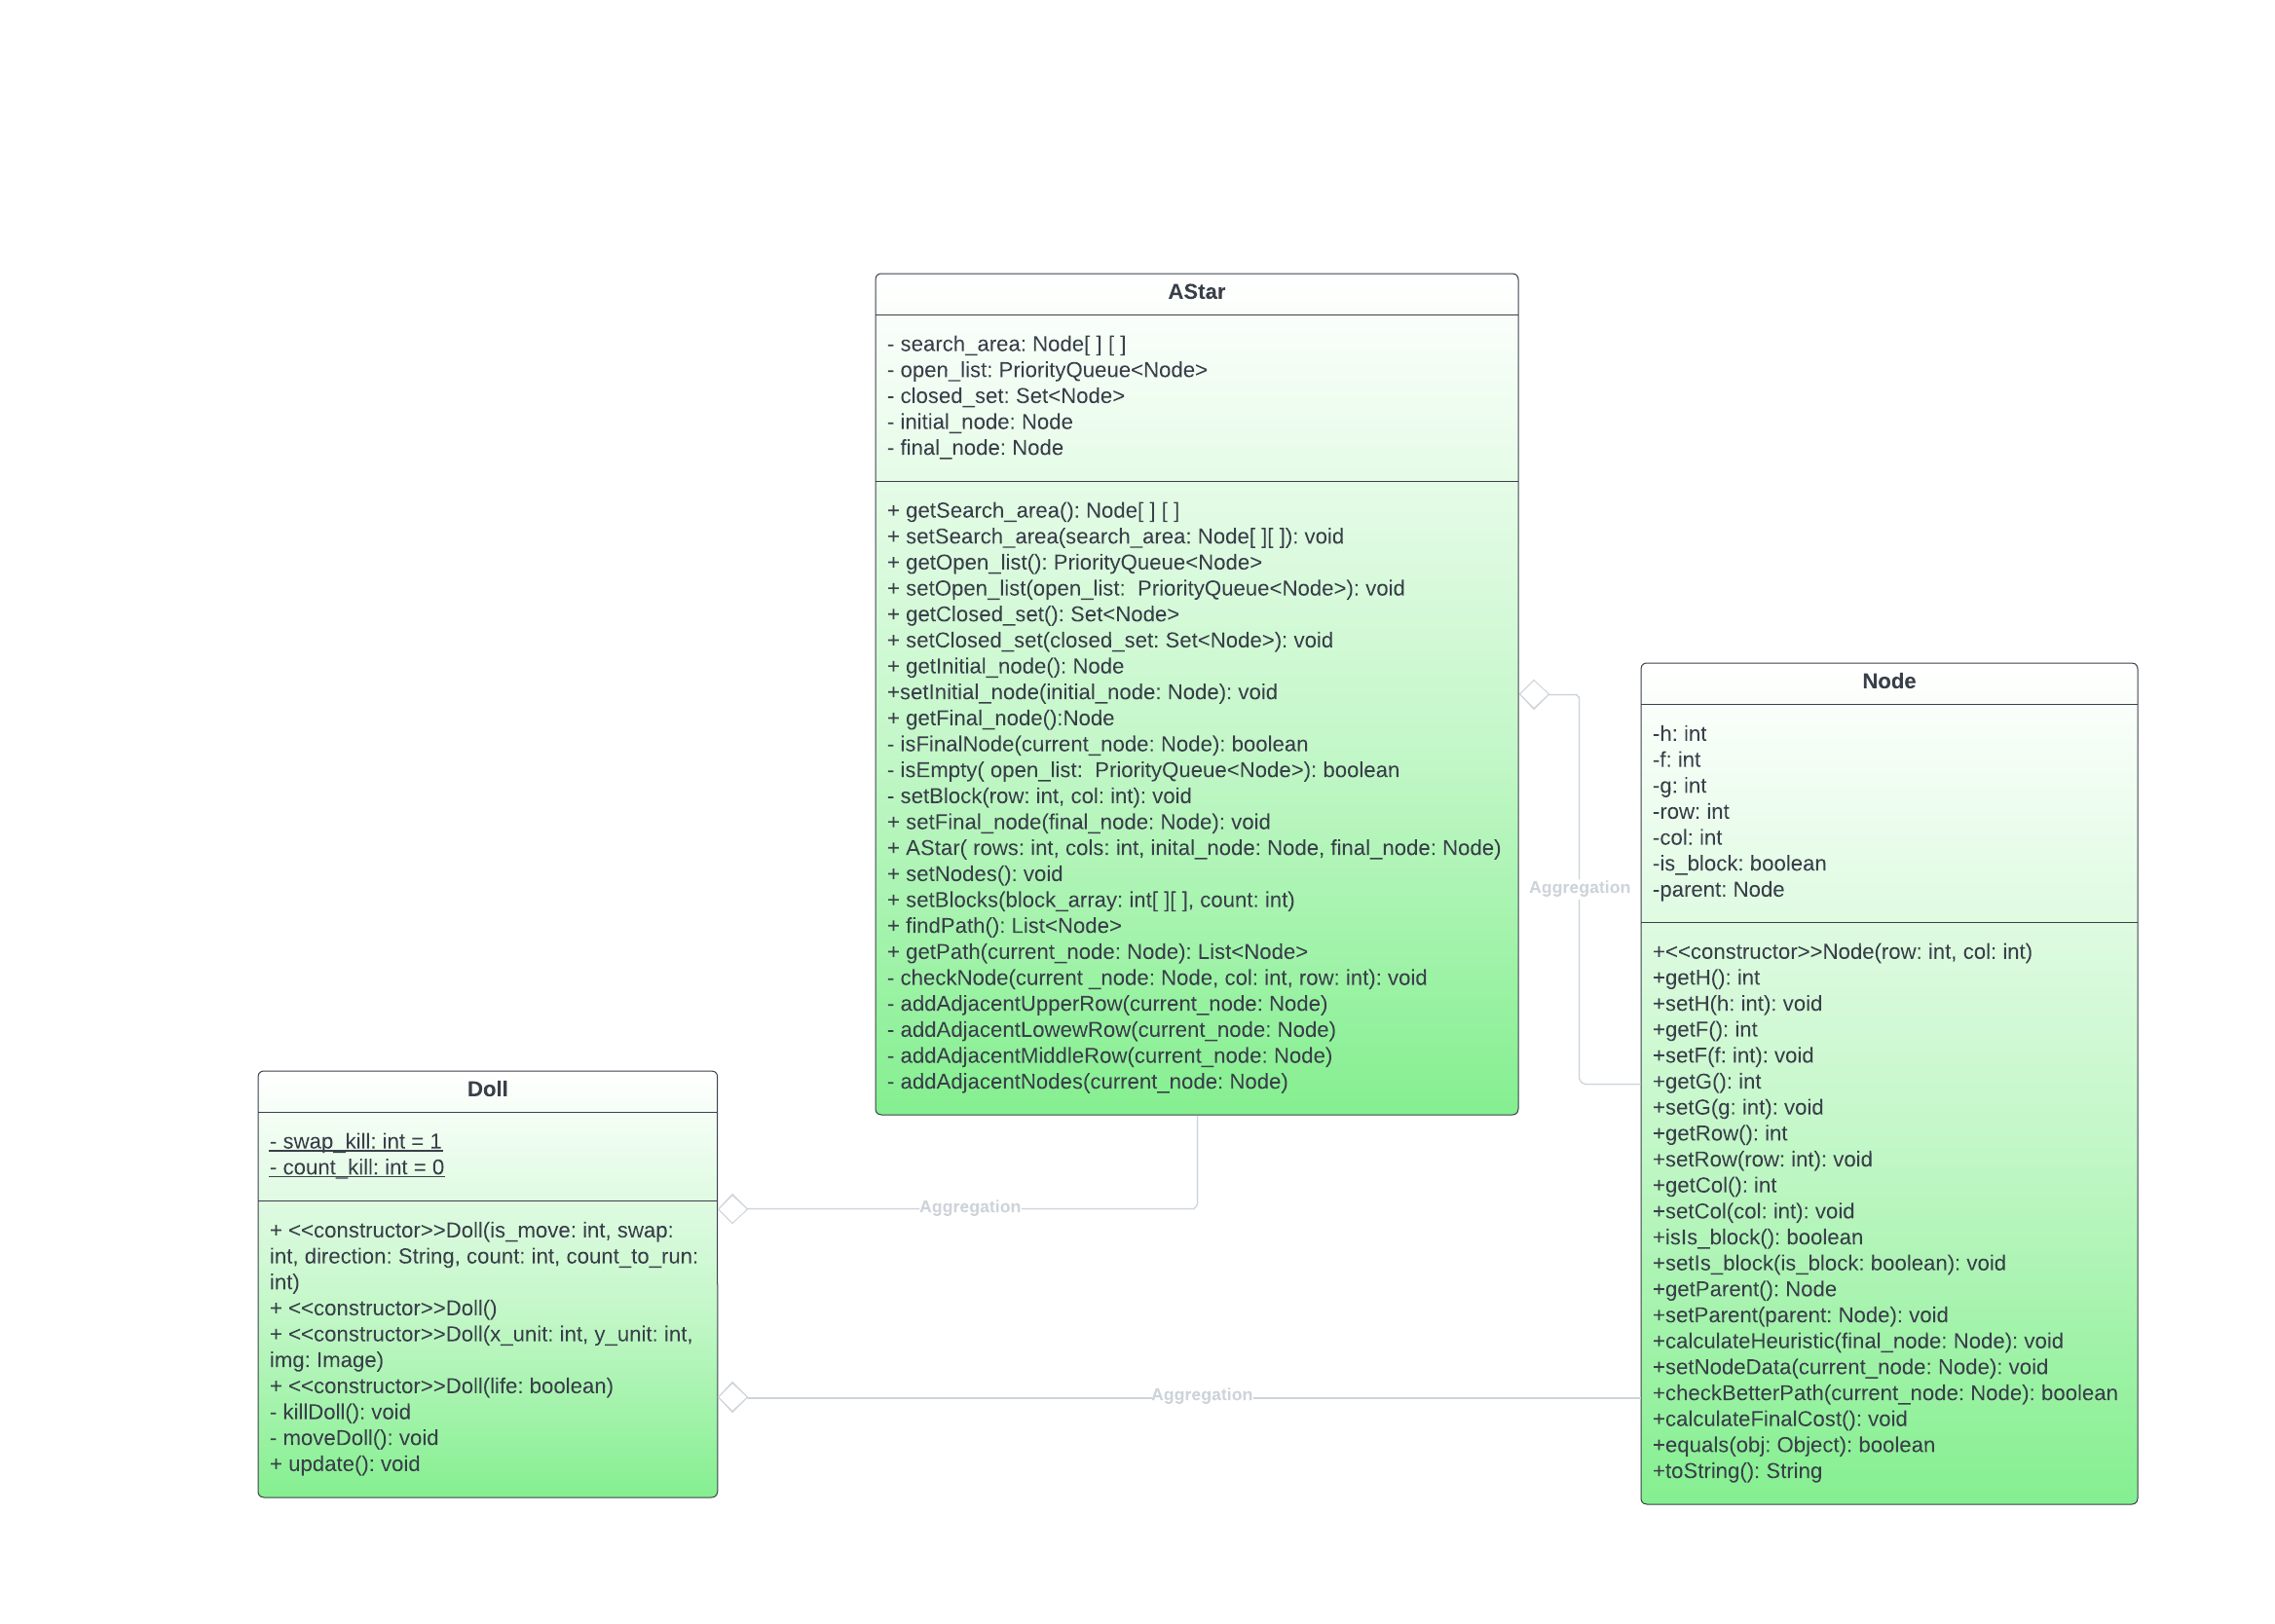 AStar
- search_area: Node[ ] [ ]
- open_list: PriorityQueue<Node>
- closed_set: Set<Node>
- initial_node: Node
- final_node: Node
+ getSearch_area(): Node[ ] [ ]
+ setSearch_area(search_area: Node[ ][ ]): void
+ getOpen_list(): PriorityQueue<Node>
+ setOpen_list(open_list:  PriorityQueue<Node>): void
+ getClosed_set(): Set<Node>
+ setClosed_set(closed_set: Set<Node>): void
+ getInitial_node(): Node
+setInitial_node(initial_node: Node): void
+ getFinal_node():Node
- isFinalNode(current_node: Node): boolean
- isEmpty( open_list:  PriorityQueue<Node>): boolean
- setBlock(row: int, col: int): void
+ setFinal_node(final_node: Node): void
+ AStar( rows: int, cols: int, inital_node: Node, final_node: Node)
+ setNodes(): void
+ setBlocks(block_array: int[ ][ ], count: int)
+ findPath(): List<Node>
+ getPath(current_node: Node): List<Node>
- checkNode(current _node: Node, col: int, row: int): void
- addAdjacentUpperRow(current_node: Node)
- addAdjacentLowewRow(current_node: Node)
- addAdjacentMiddleRow(current_node: Node)
- addAdjacentNodes(current_node: Node)
Aggregation
Node
-h: int
-f: int
-g: int
-row: int
-col: int
-is_block: boolean
-parent: Node
+<<constructor>>Node(row: int, col: int)
+getH(): int
+setH(h: int): void
+getF(): int
+setF(f: int): void
+getG(): int
+setG(g: int): void
+getRow(): int
+setRow(row: int): void
+getCol(): int
+setCol(col: int): void
+isIs_block(): boolean
+setIs_block(is_block: boolean): void
+getParent(): Node
+setParent(parent: Node): void
+calculateHeuristic(final_node: Node): void
+setNodeData(current_node: Node): void
+checkBetterPath(current_node: Node): boolean
+calculateFinalCost(): void
+equals(obj: Object): boolean
+toString(): String
Doll
- swap_kill: int = 1
- count_kill: int = 0
+ <<constructor>>Doll(is_move: int, swap:
int, direction: String, count: int, count_to_run:
int)
+ <<constructor>>Doll()
+ <<constructor>>Doll(x_unit: int, y_unit: int,
img: Image)
+ <<constructor>>Doll(life: boolean)
- killDoll(): void
- moveDoll(): void
+ update(): void
Aggregation
Aggregation